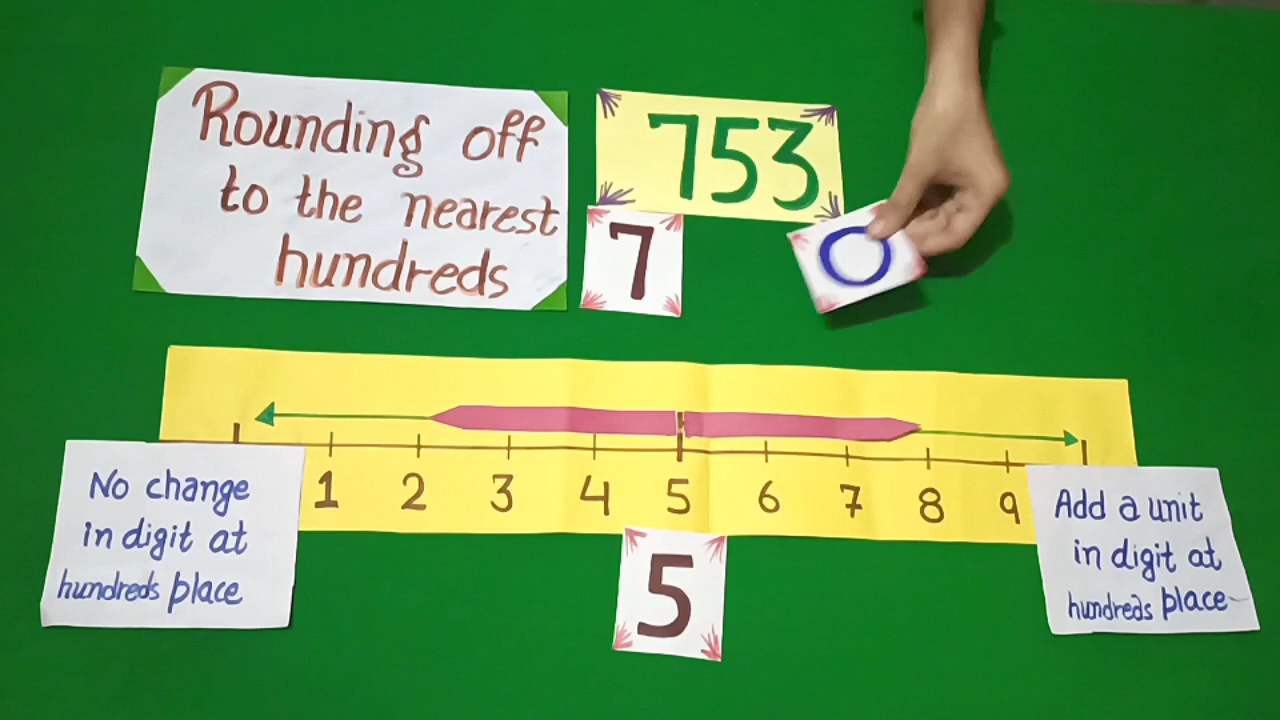 Rounding off
to the nearest
hundreds
753
7
0
1 2 3 4 5 6 7 8 9
No change
in digit at
hundreds place
5
Add a unit
in digit at
hundreds place